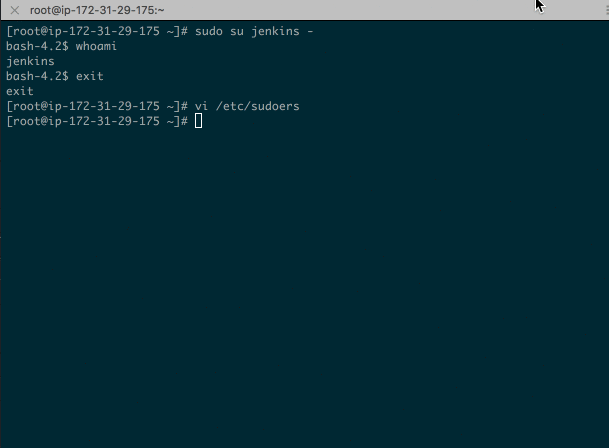 root@ip-172-31-29-175:~
[root@ip-172-31-29-175 ~]# sudo su jenkins -
bash-4.2$ whoami
jenkins
bash-4.2$ exit
exit
[root@ip-172-31-29-175 ~]# vi /etc/sudoers
[root@ip-172-31-29-175 ~]#